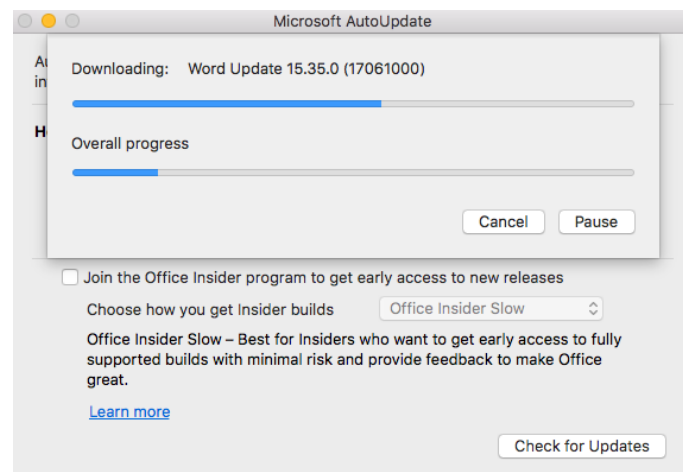 Microsoft AutoUpdate
Downloading: Word Update 15.35.0 (17061000)
Overall progress
Cancel Pause
Join the Office Insider program to get early access to new releases
Choose how you get Insider builds Office Insider Slow
Office Insider Slow – Best for Insiders who want to get early access to fully
supported builds with minimal risk and provide feedback to make Office
great.
Learn more
Check for Updates